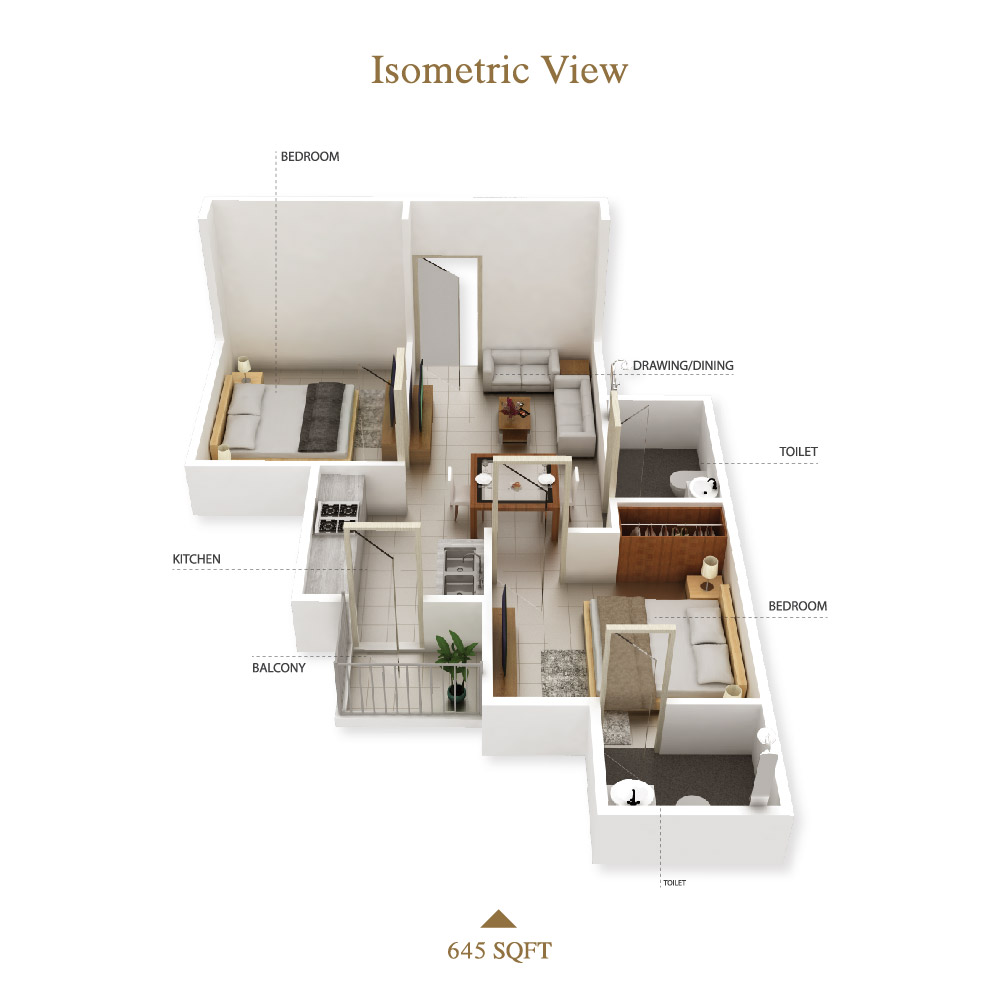 Isometric View
BEDROOM
DRAWING/DINING
TOILET
KITCHEN
BEDROOM
BALCONY
TOILET
645 SQFT